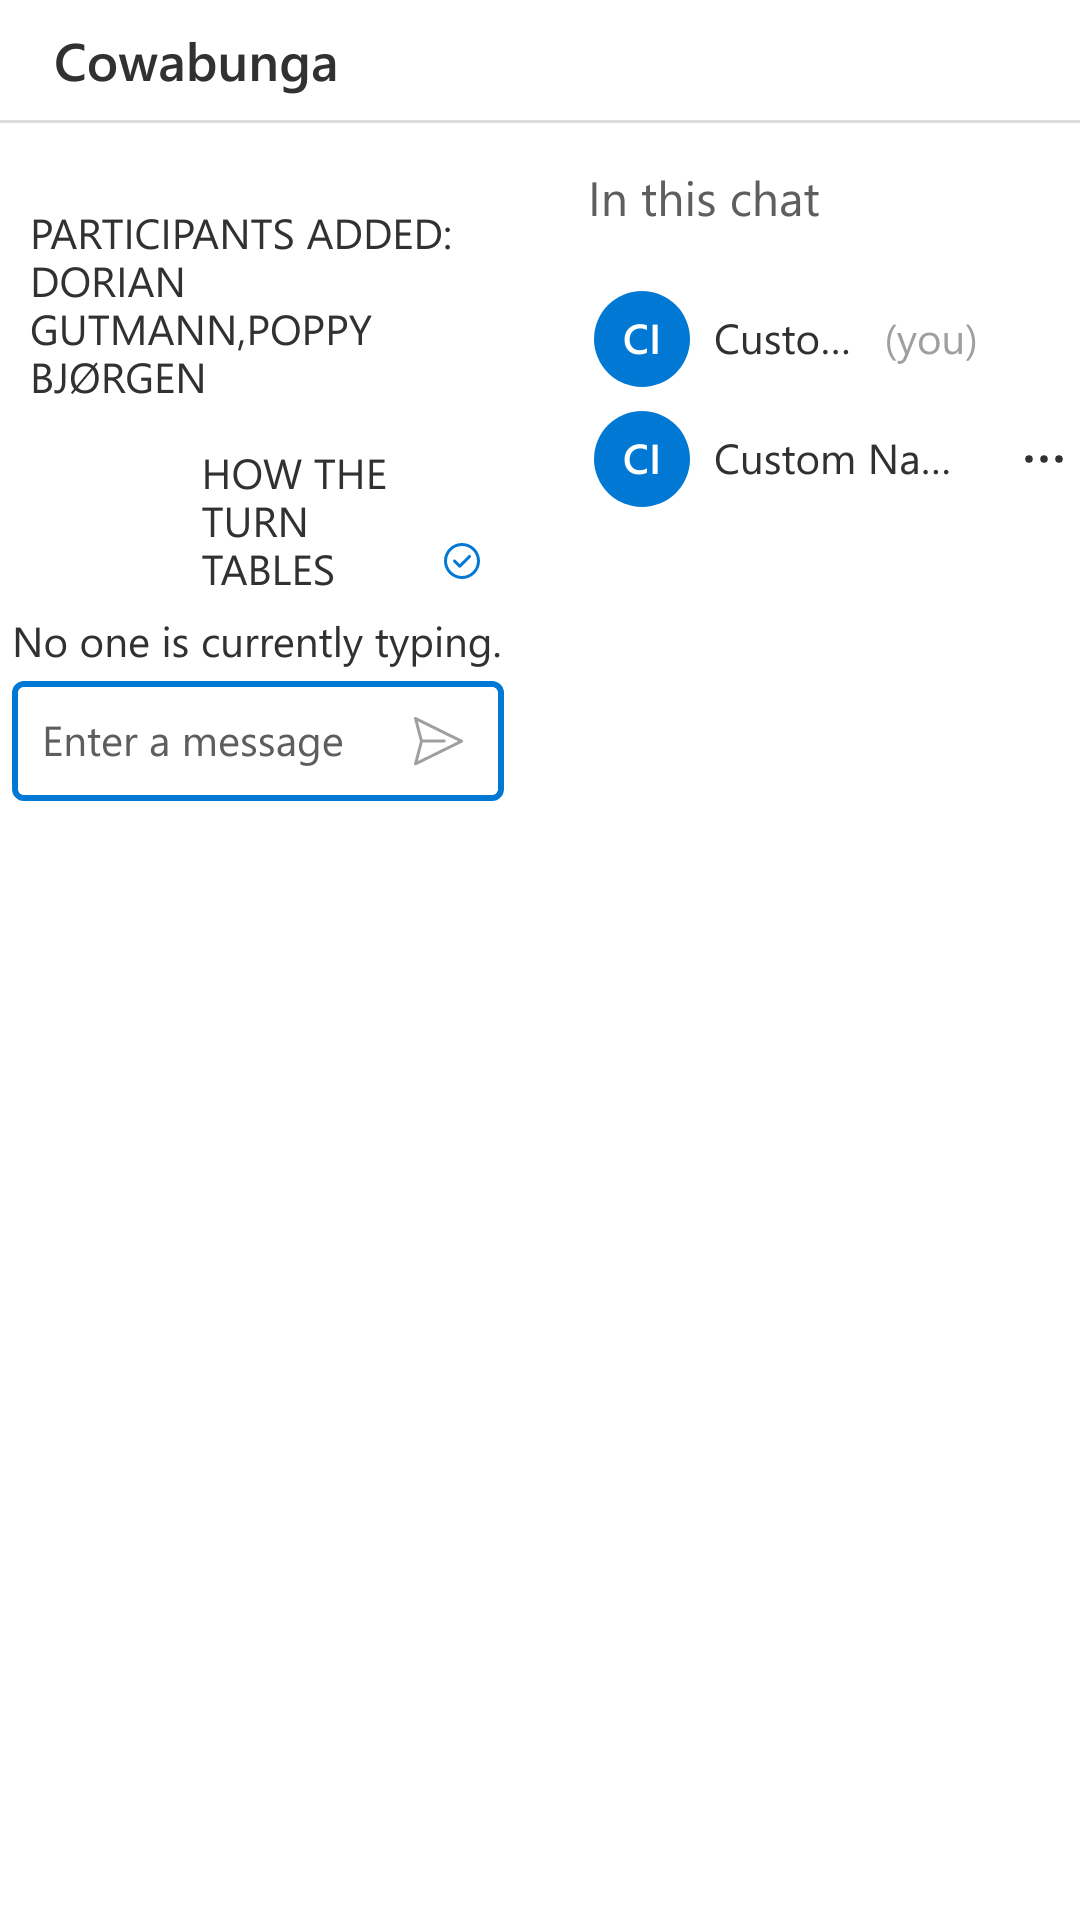 Cowabunga
PARTICIPANTS ADDED:
DORIAN
GUTMANN,POPPY
BJØRGEN
HOW THE
TURN
TABLES
No one is currently typing.
Enter a message
In this chat
CI Custo... (you)
CI Custom Na...